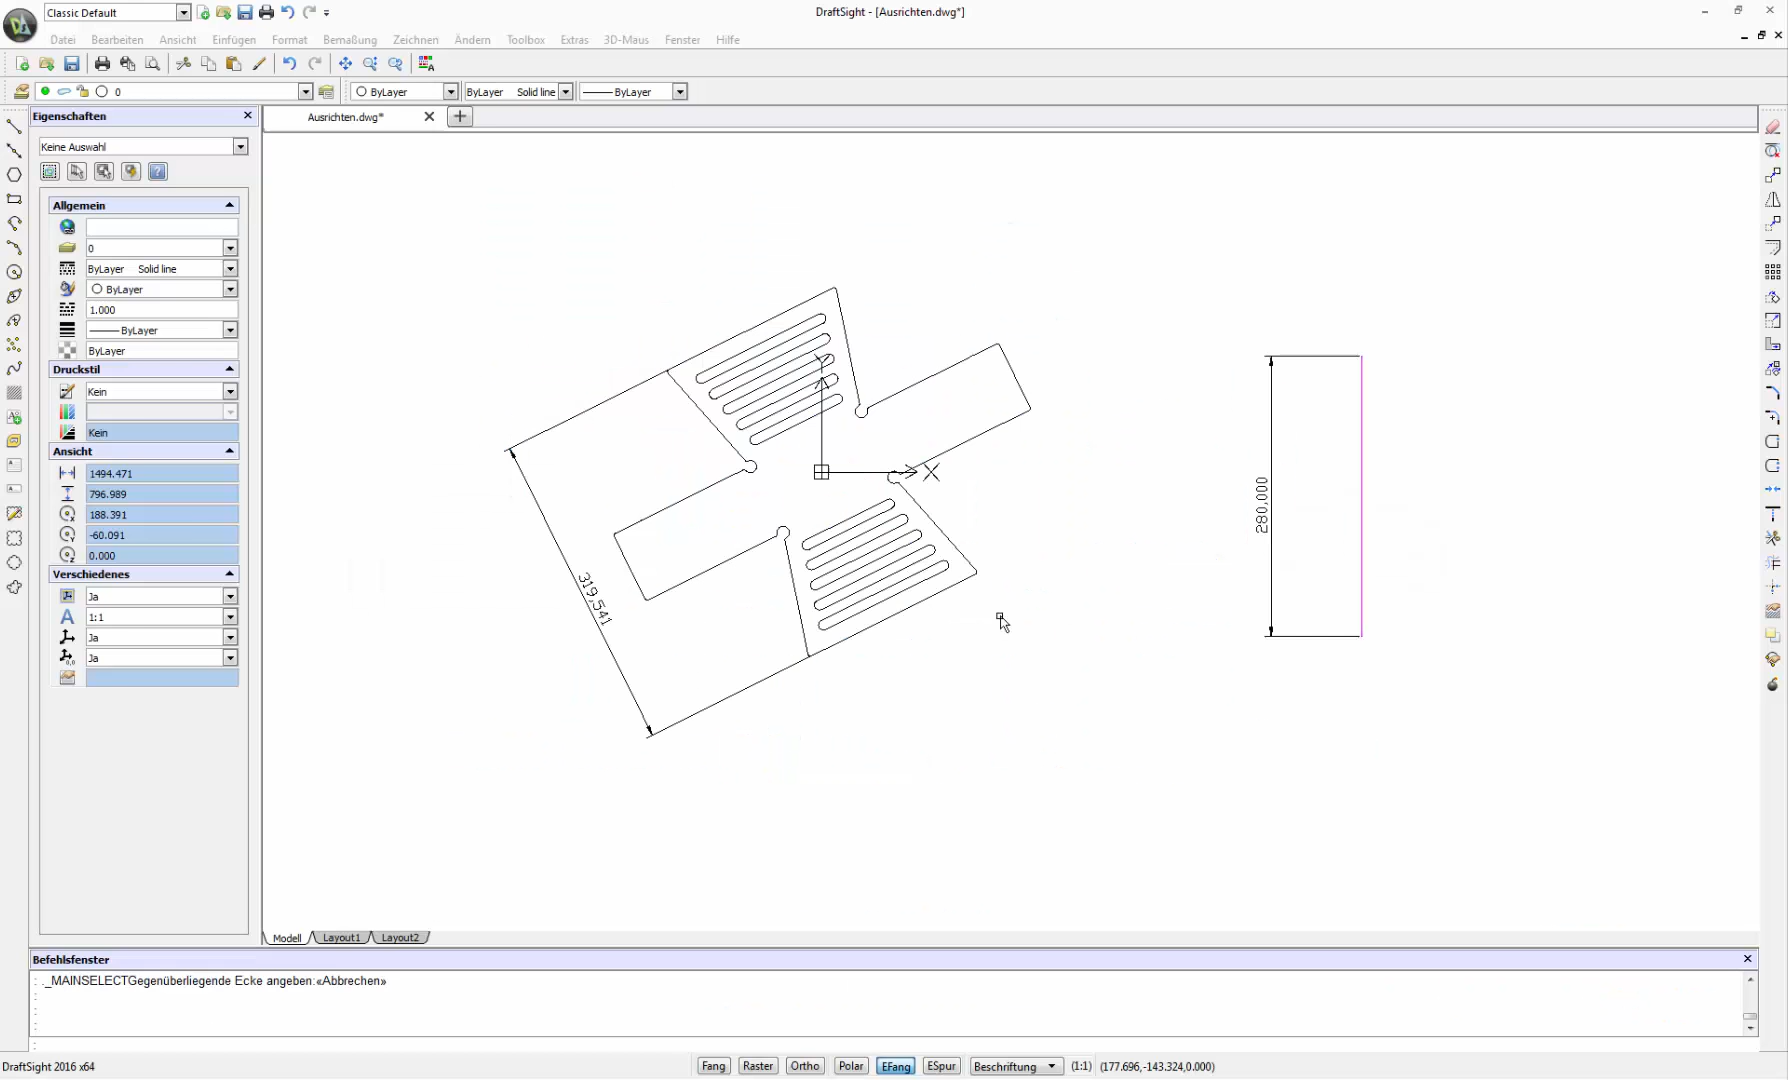 Classic Default
DraftSight - [Ausrichten.dwg*]
Datei Bearbeiten Ansicht Einfügen Format Bemaßung Zeichnen Ändern Toolbox Extras 3D-Maus Fenster Hilfe
0 ByLayer ByLayer Solid line ByLayer
Eigenschaften
Ausrichten.dwg*
Keine Auswahl
Allgemein
0
ByLayer Solid line
ByLayer
1.000
ByLayer
ByLayer
Druckstil
Kein
Kein
Ansicht
1494.471
796.989
188.391
-60.091
0.000
Verschiedenes
Ja
1:1
Ja
Ja
Y
X
319,541
280,000
Modell Layout1 Layout2
Befehlsfenster
: ._MAINSELECTGegenüberliegende Ecke angeben:«Abbrechen»
:
:
:
:
DraftSight 2016 x64
Fang Raster Ortho Polar EFang ESpur Beschriftung (1:1) (177.696,-143.324,0.000)